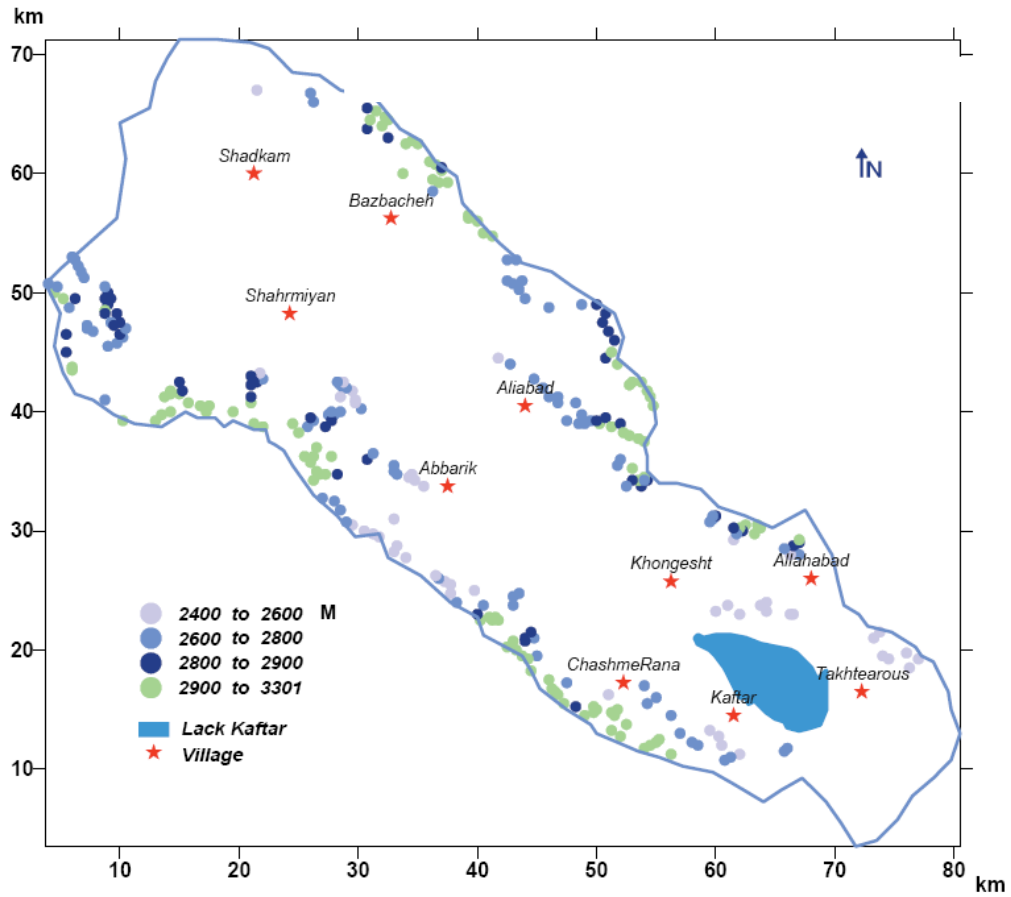 km
70
60
50
40
30
20
10
N
Shadkam
Bazbacheh
Shahrmiyan
Aliabad
Abbarik
Khongesht
Allahabad
ChashmeRana
Kaftar
Takhtearous
2400 to 2600 M
2600 to 2800
2800 to 2900
2900 to 3301
Lack Kaftar
Village
10 20 30 40 50 60 70 80
km